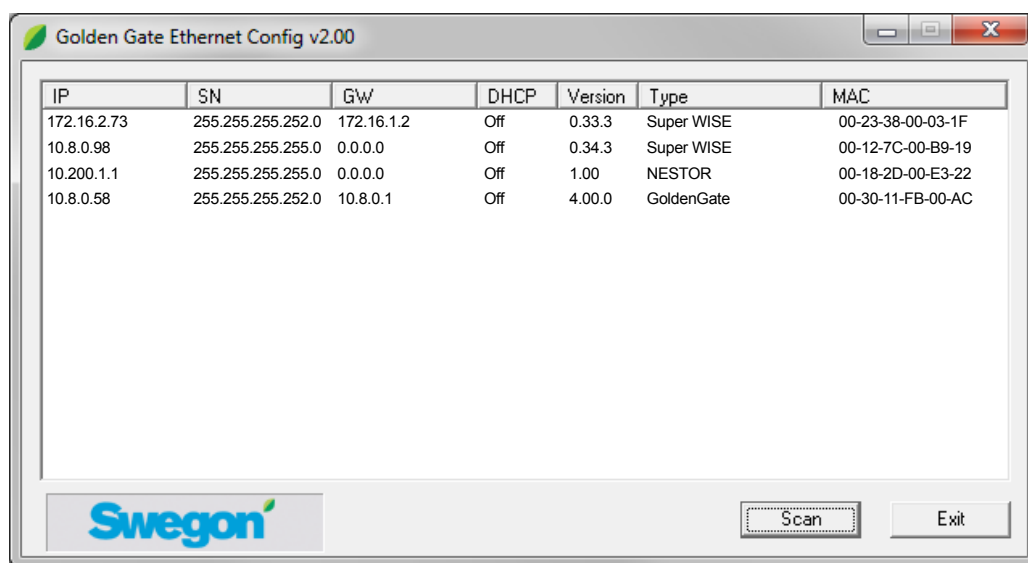 Golden Gate Ethernet Config v2.00
IP SN GW DHCP Version Type MAC
172.16.2.73 255.255.255.252.0 172.16.1.2 Off 0.33.3 Super WISE 00-23-38-00-03-1F
10.8.0.98 255.255.255.255.0 0.0.0.0 Off 0.34.3 Super WISE 00-12-7C-00-B9-19
10.200.1.1 255.255.255.255.0 0.0.0.0 Off 1.00 NESTOR 00-18-2D-00-E3-22
10.8.0.58 255.255.255.252.0 10.8.0.1 Off 4.00.0 GoldenGate 00-30-11-FB-00-AC
Swegon
Scan Exit